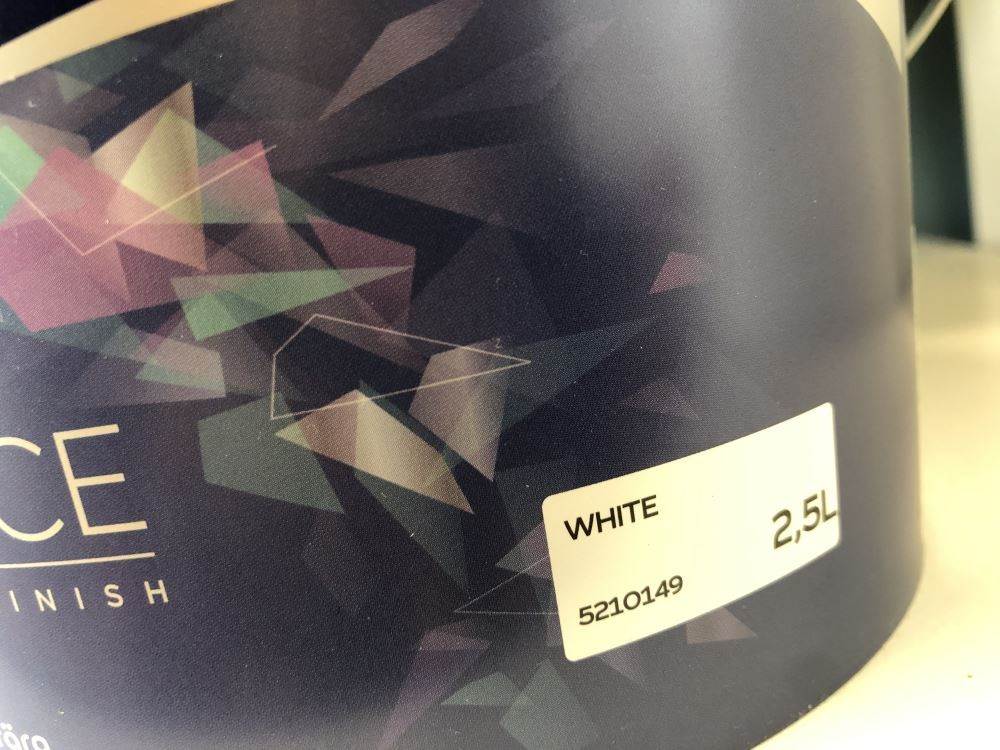 CE
INISH
WHITE
2,5L
5210149